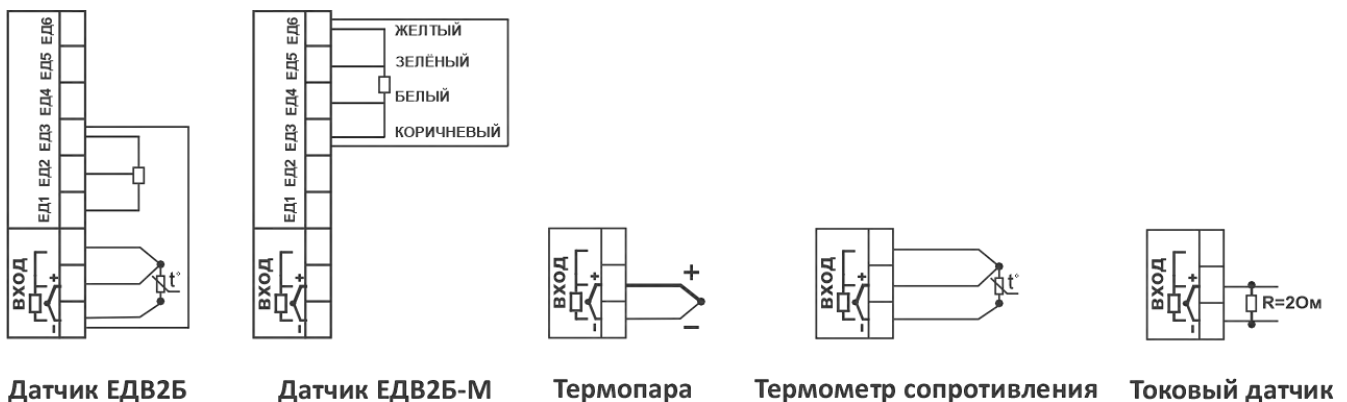 ЕД6
ЕД5
ЕД4
ЕД3
ЕД2
ЕД1
ВХОД
+
-
t°
Датчик ЕДВ2Б
ЕД6
ЕД5
ЕД4
ЕД3
ЕД2
ЕД1
ЖЕЛТЫЙ
ЗЕЛЁНЫЙ
БЕЛЫЙ
КОРИЧНЕВЫЙ
ВХОД
+
-
Датчик ЕДВ2Б-М
ВХОД
+
-
+
−
Термопара
ВХОД
+
-
t°
Термометр сопротивления
ВХОД
+
-
R=2Ом
Токовый датчик